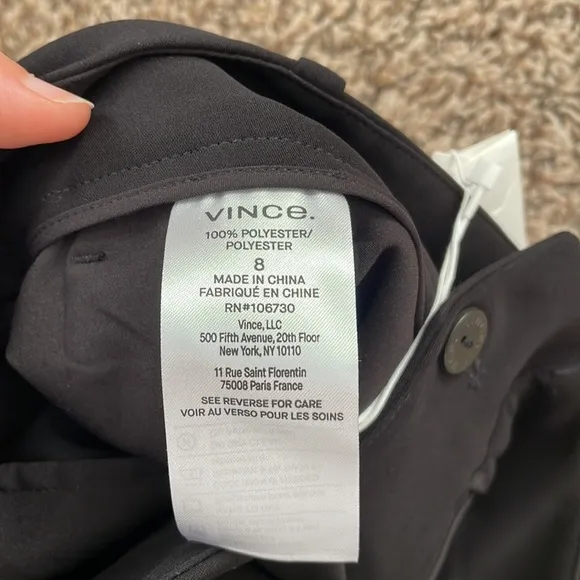 VINCE.
100% POLYESTER/
POLYESTER
8
MADE IN CHINA
FABRIQUÉ EN CHINE
RN#106730
Vince, LLC
500 Fifth Avenue, 20th Floor
New York, NY 10110
11 Rue Saint Florentin
75008 Paris France
SEE REVERSE FOR CARE
VOIR AU VERSO POUR LES SOINS